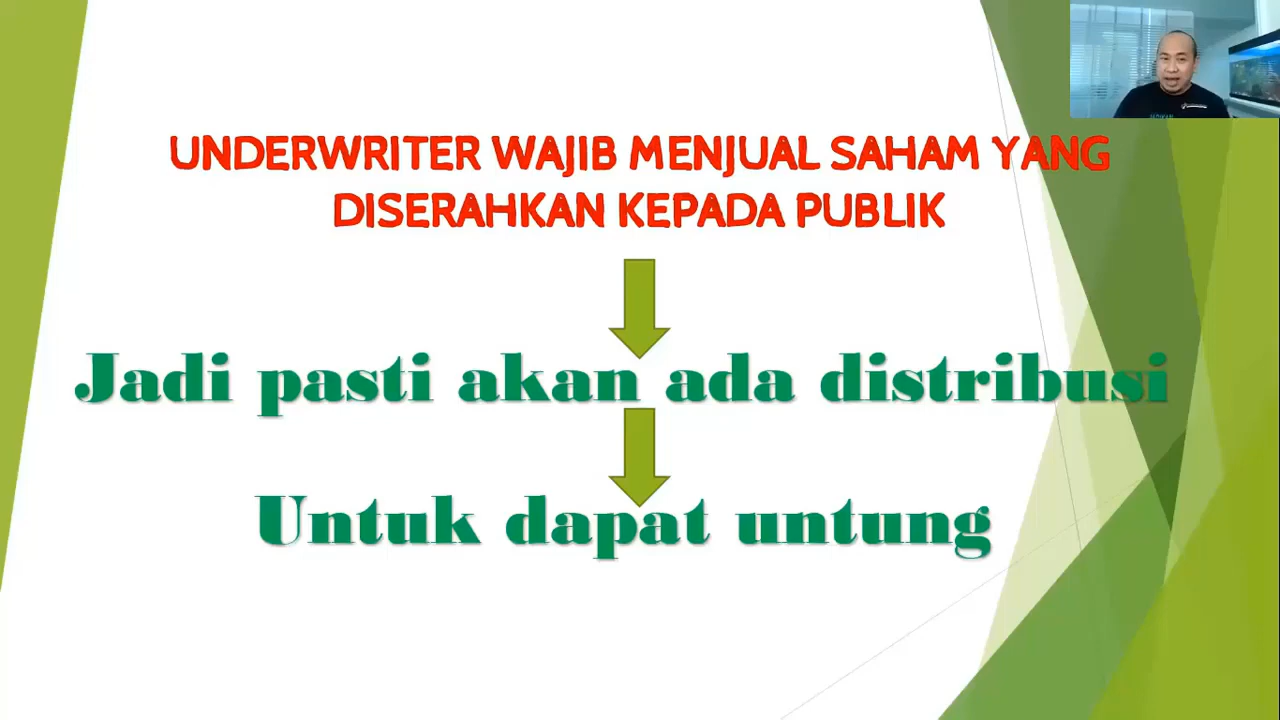 UNDERWRITER WAJIB MENJUAL SAHAM YANG
DISERAHKAN KEPADA PUBLIK
Jadi pasti akan ada distribusi
Untuk dapat untung